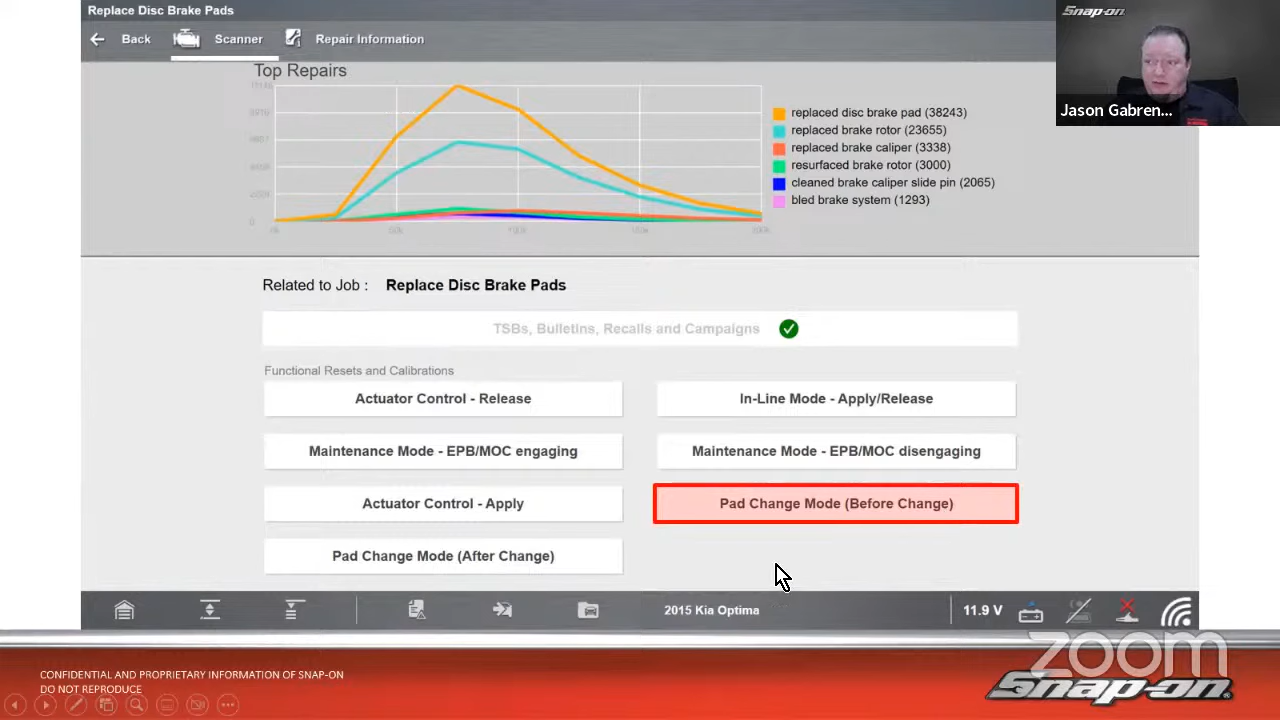 Replace Disc Brake Pads
Back
Scanner
Repair Information
Snap-on
Jason Gabren...
Top Repairs
replaced disc brake pad (38243)
replaced brake rotor (23655)
replaced brake caliper (3338)
resurfaced brake rotor (3000)
cleaned brake caliper slide pin (2065)
bled brake system (1293)
Related to Job : Replace Disc Brake Pads
TSBs, Bulletins, Recalls and Campaigns
Functional Resets and Calibrations
Actuator Control - Release
In-Line Mode - Apply/Release
Maintenance Mode - EPB/MOC engaging
Maintenance Mode - EPB/MOC disengaging
Actuator Control - Apply
Pad Change Mode (Before Change)
Pad Change Mode (After Change)
2015 Kia Optima
11.9 V
zoom
CONFIDENTIAL AND PROPRIETARY INFORMATION OF SNAP-ON
DO NOT REPRODUCE
Snap-on